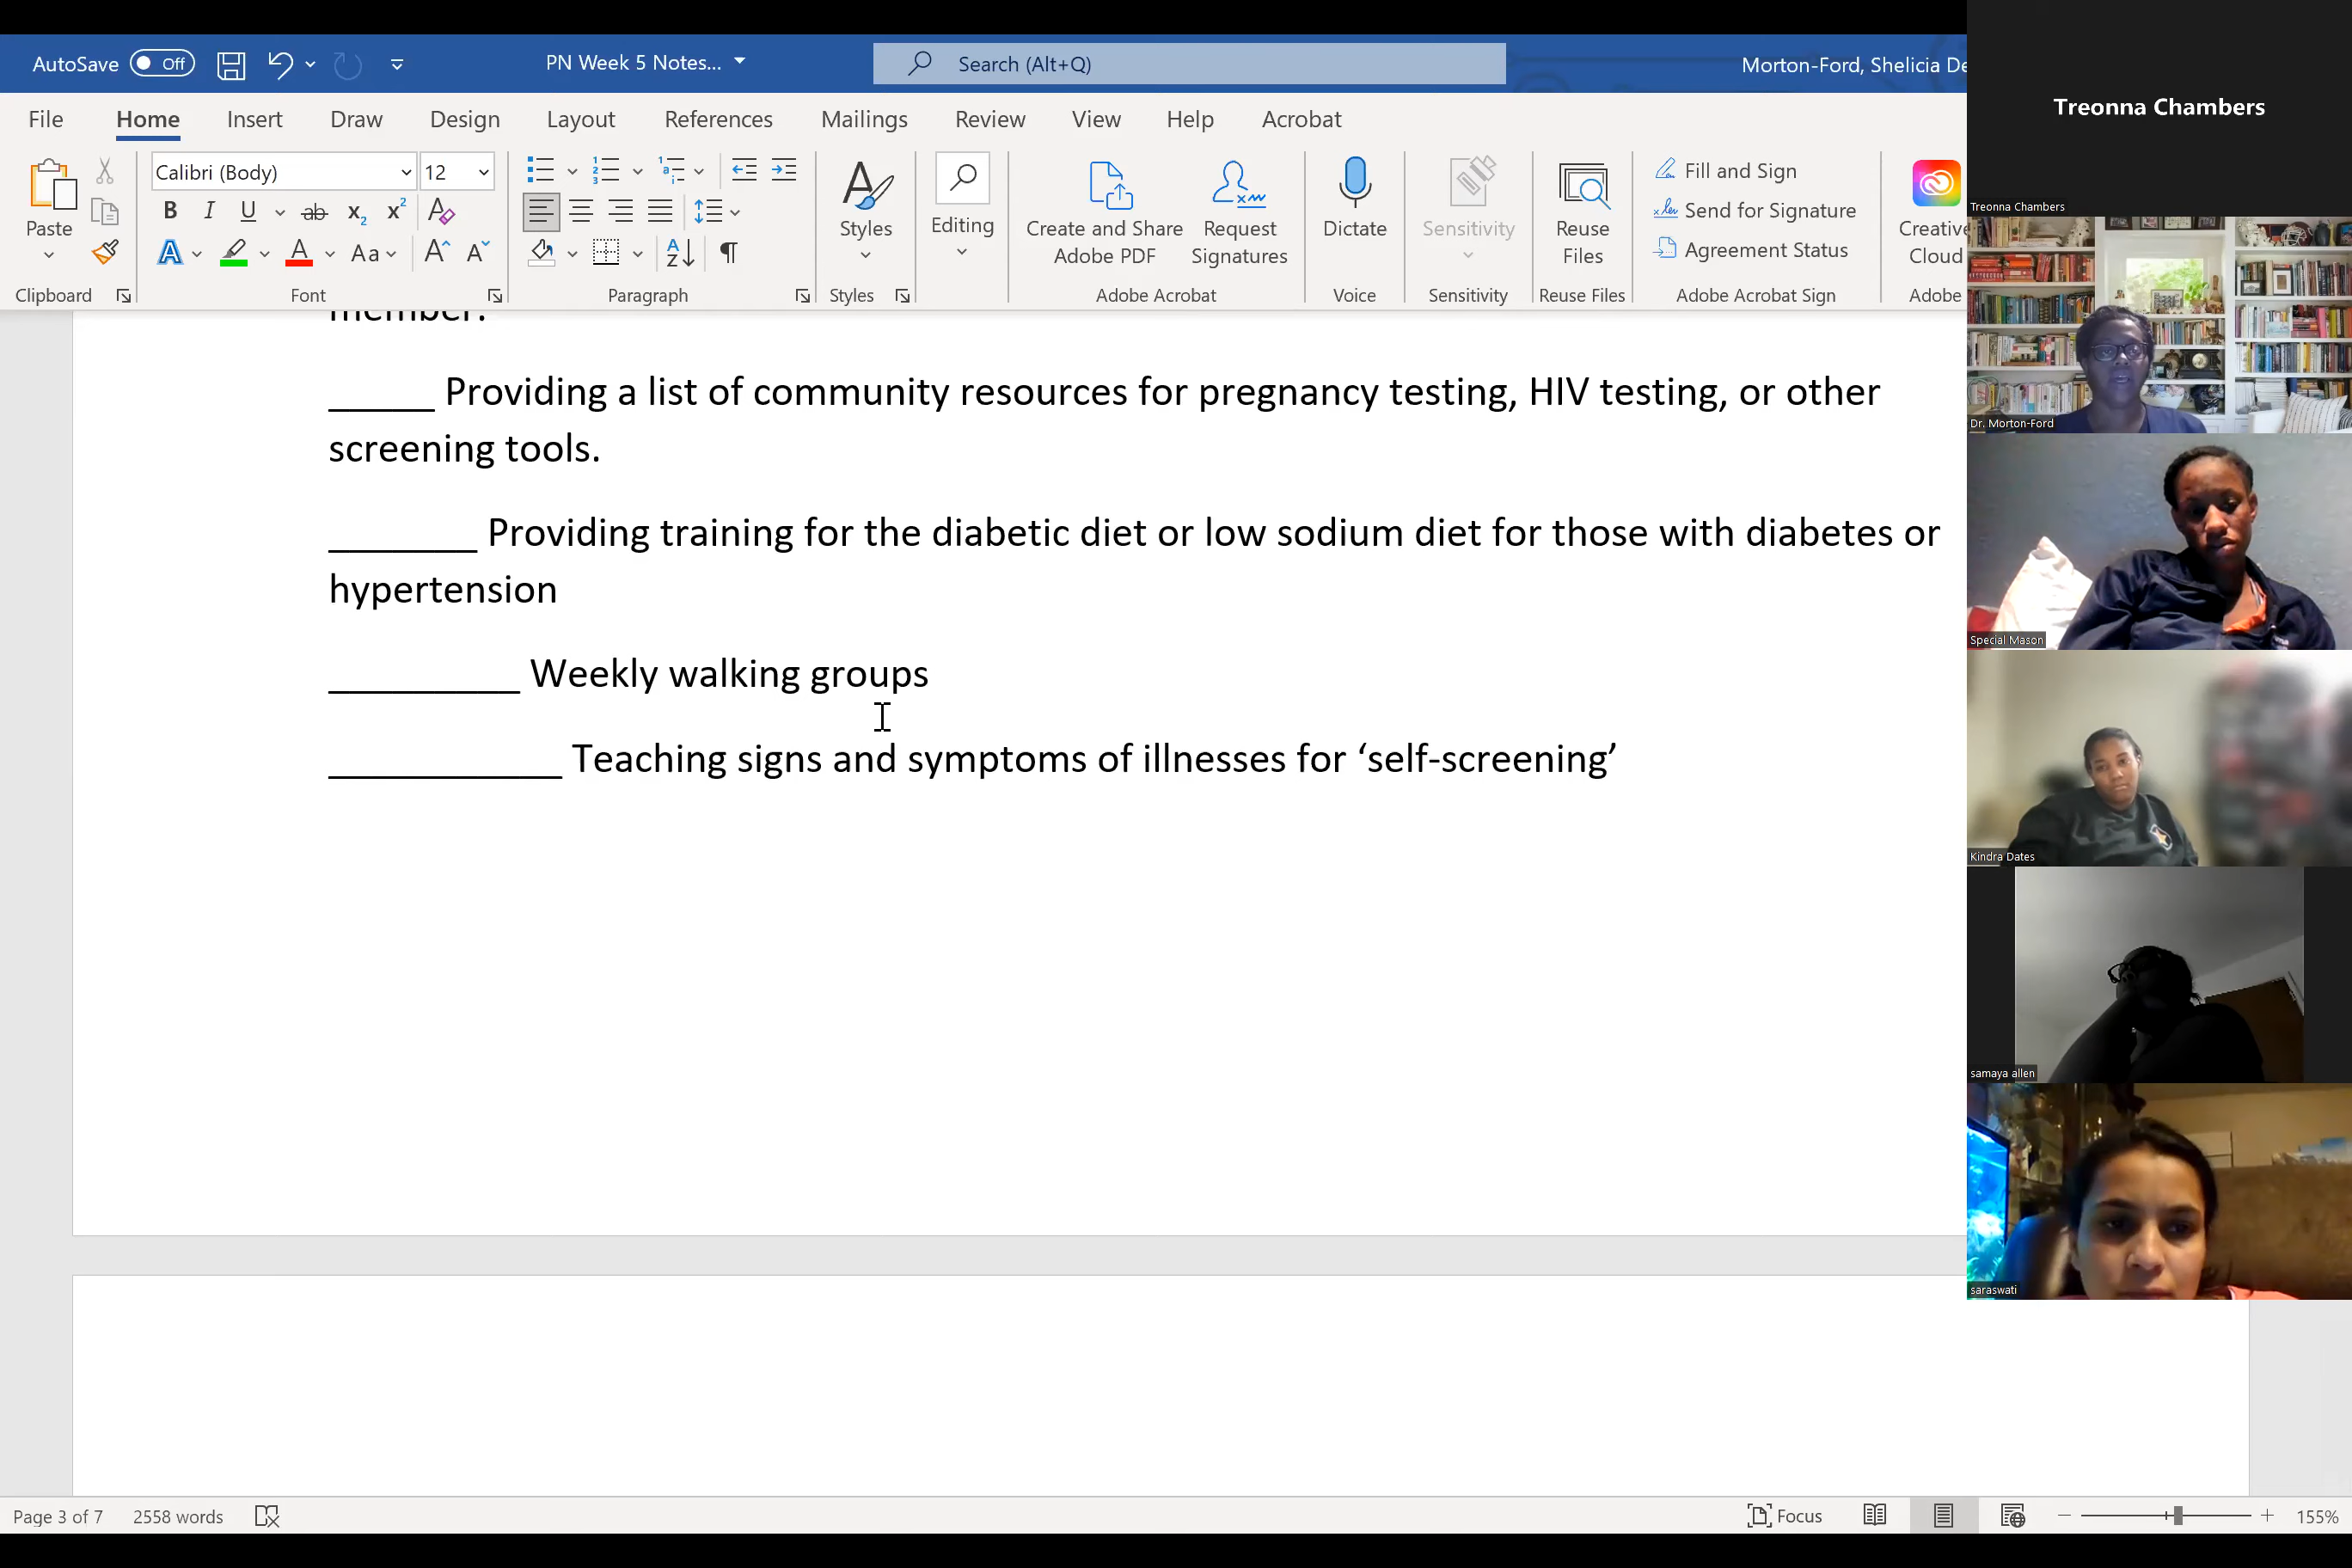 AutoSave Off PN Week 5 Notes... Search (Alt+Q) Morton-Ford, Shelicia De
File Home Insert Draw Design Layout References Mailings Review View Help Acrobat
Paste
Clipboard
Calibri (Body) 12
Font
Paragraph
Styles
Styles
Editing
Create and Share
Adobe PDF
Request
Signatures
Adobe Acrobat
Dictate
Voice
Sensitivity
Sensitivity
Reuse
Files
Reuse Files
Fill and Sign
Send for Signature
Agreement Status
Adobe Acrobat Sign
Creative
Cloud
Adobe
member.
_____ Providing a list of community resources for pregnancy testing, HIV testing, or other
screening tools.
_______ Providing training for the diabetic diet or low sodium diet for those with diabetes or
hypertension
_________ Weekly walking groups
___________ Teaching signs and symptoms of illnesses for ‘self-screening’
Treonna Chambers
Treonna Chambers
Dr. Morton-Ford
Special Mason
Kindra Dates
samaya allen
saraswati
Page 3 of 7 2558 words Focus 155%